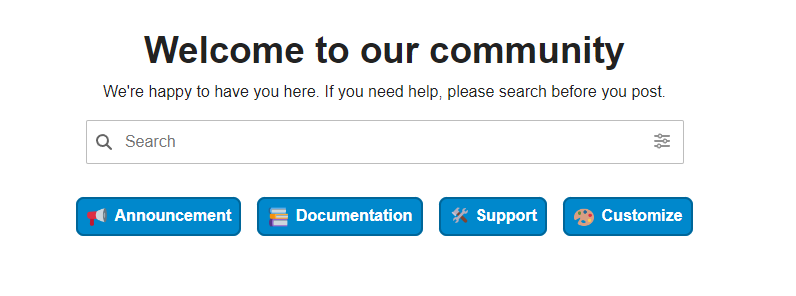 Welcome to our community
We're happy to have you here. If you need help, please search before you post.
Search
Announcement Documentation Support Customize